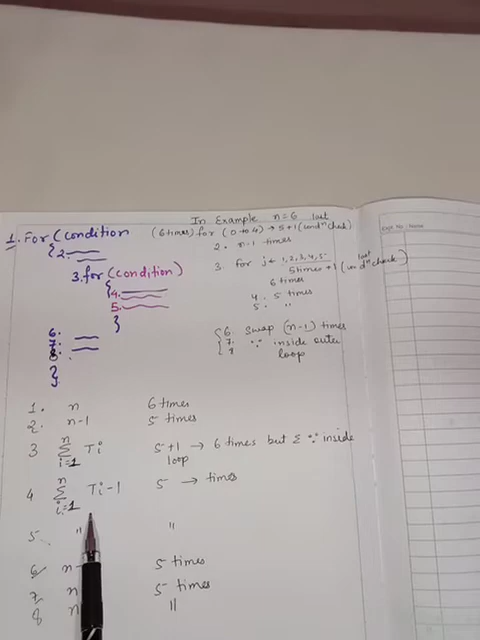 In Example n=6 last
1. For (condition (6 times) for (0 to 4) → 5+1 (condn check)
{2.
2. n-1 times
3. for (condition)
3. For j ← 1,2,3,4,5
5 times +1 (last condn check)
6 times
{4.
4. 5 times
5.
5. "
}
6.
{6. Swap (n-1) times
7.
7. ∵ inside outer
8.
8 loop
}
1. n 6 times
2. n-1 5 times
3 n Σ i=1 Ti 5+1 → 6 times but Σ ∵ inside
loop
4 n Σ i=1 Ti-1 5 → times
5. " "
6 n- 5 times
7 n 5 times
8 n "
Expt. No. Name